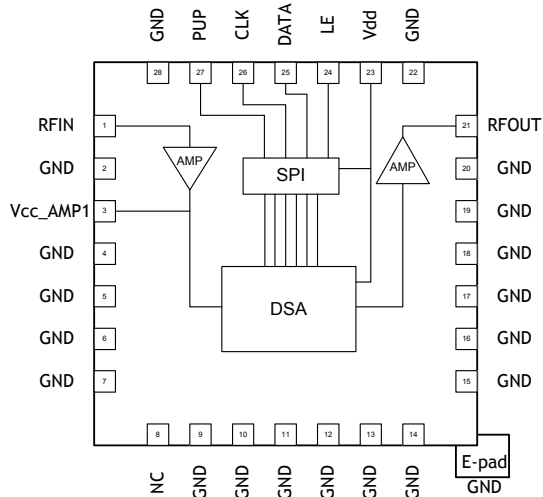 GND PUP CLK DATA LE Vdd GND
28 27 26 25 24 23 22
RFIN 1 21 RFOUT
AMP AMP
GND 2 20 GND
SPI
Vcc_AMP1 3 19 GND
GND 4 18 GND
GND 5 17 GND
DSA
GND 6 16 GND
GND 7 15 GND
8 9 10 11 12 13 14
NC GND GND GND GND GND GND
E-pad
GND